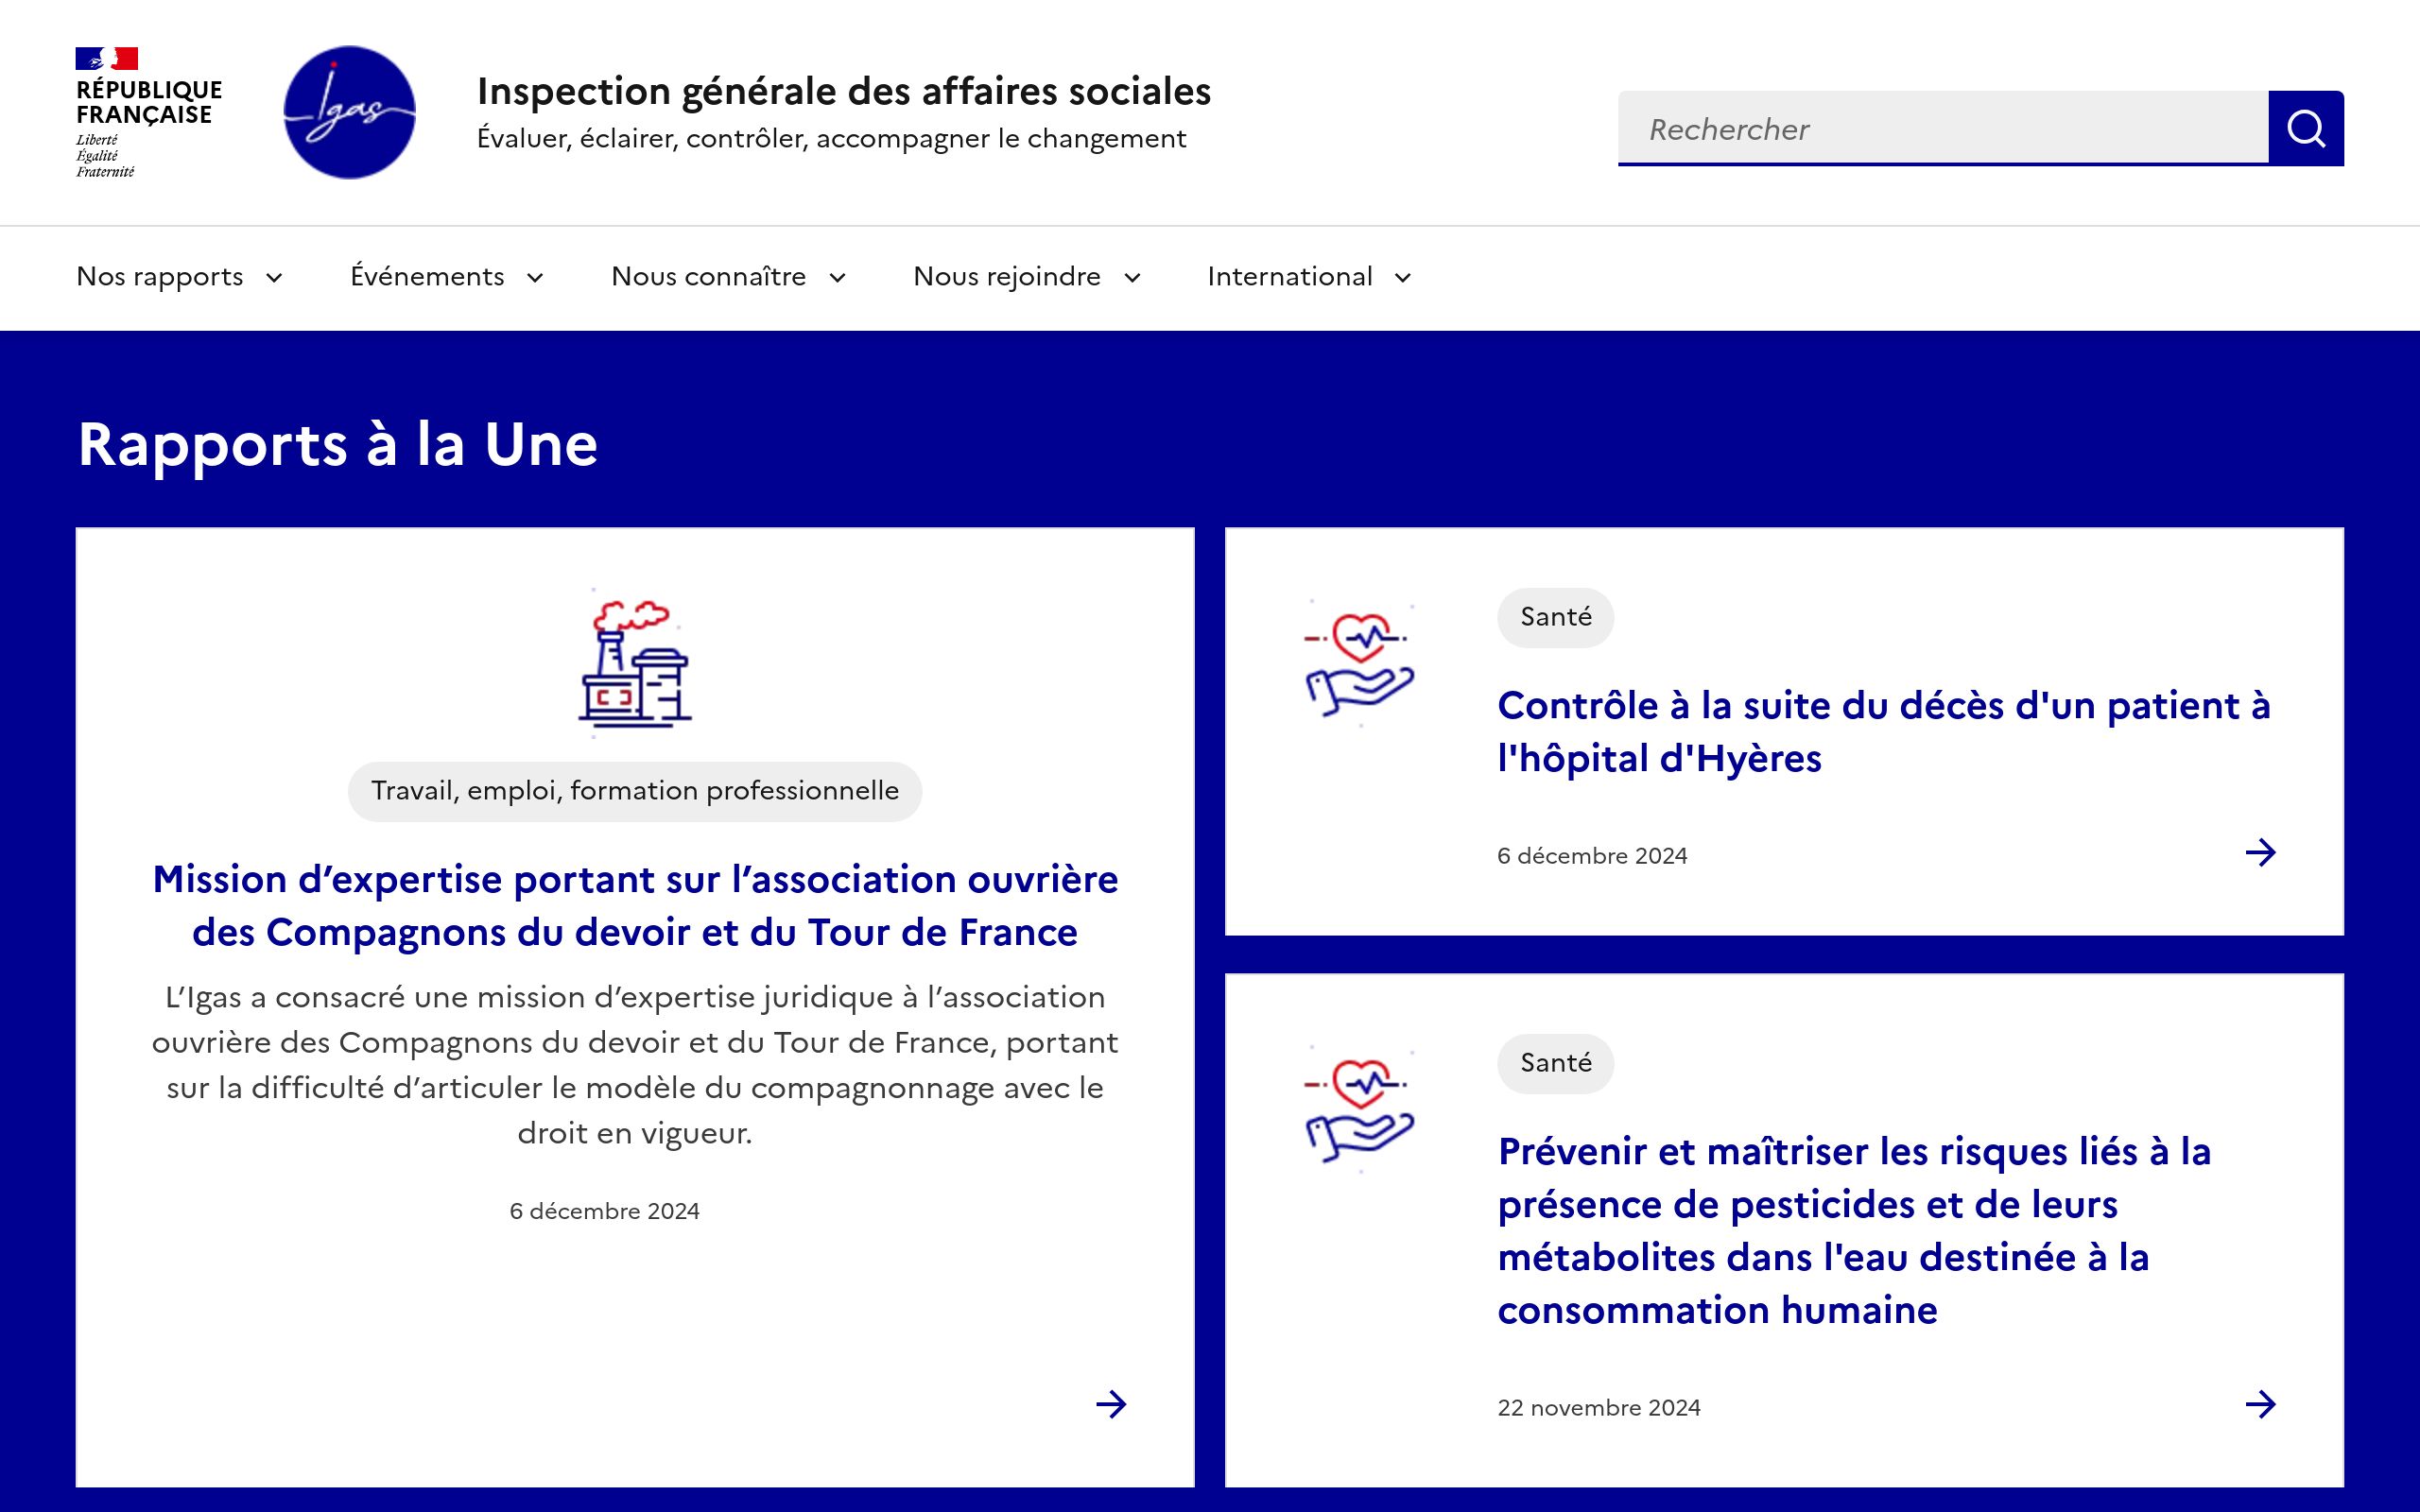 RÉPUBLIQUE
FRANÇAISE
Liberté
Égalité
Fraternité
Igas
Inspection générale des affaires sociales
Évaluer, éclairer, contrôler, accompagner le changement
Rechercher
Nos rapports
Événements
Nous connaître
Nous rejoindre
International
Rapports à la Une
Travail, emploi, formation professionnelle
Mission d’expertise portant sur l’association ouvrière
des Compagnons du devoir et du Tour de France
L’Igas a consacré une mission d’expertise juridique à l’association
ouvrière des Compagnons du devoir et du Tour de France, portant
sur la difficulté d’articuler le modèle du compagnonnage avec le
droit en vigueur.
6 décembre 2024
Santé
Contrôle à la suite du décès d'un patient à
l'hôpital d'Hyères
6 décembre 2024
Santé
Prévenir et maîtriser les risques liés à la
présence de pesticides et de leurs
métabolites dans l'eau destinée à la
consommation humaine
22 novembre 2024